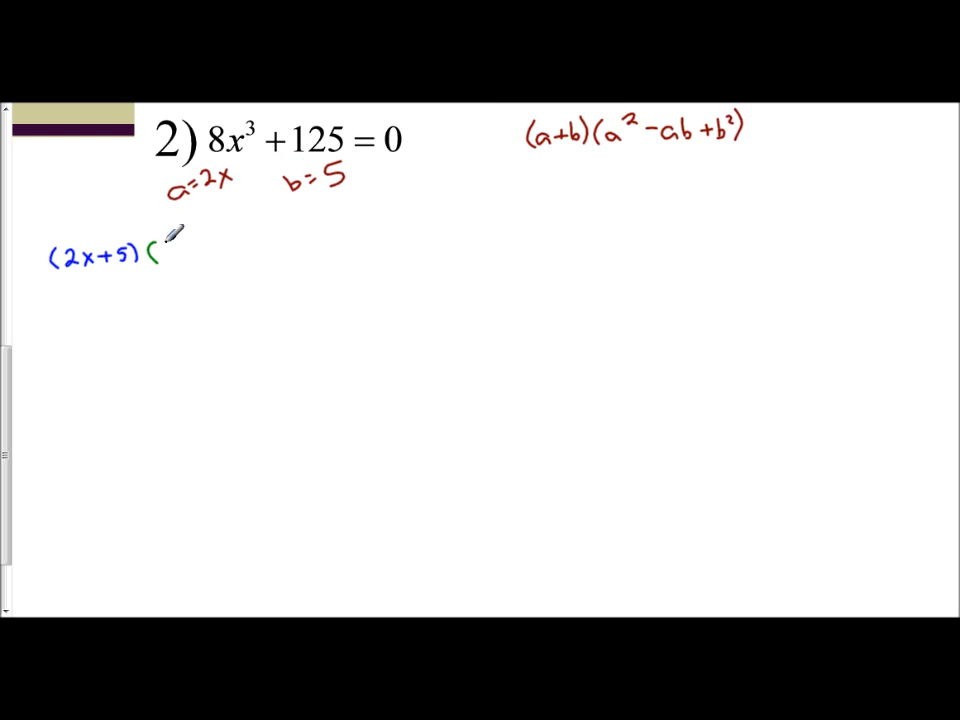 2) 8x³ + 125 = 0 (a+b)(a² - ab + b²)
a=2x b=5
(2x+5)(